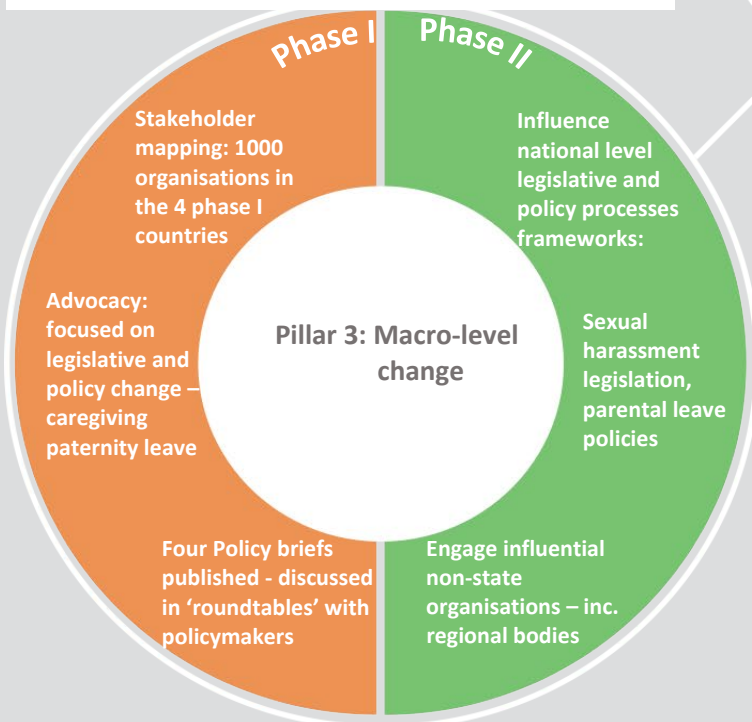 Phase I
Phase II
Stakeholder
mapping: 1000
organisations in
the 4 phase I
countries
Advocacy:
focused on
legislative and
policy change –
caregiving
paternity leave
Four Policy briefs
published - discussed
in ‘roundtables’ with
policymakers
Pillar 3: Macro-level
change
Influence
national level
legislative and
policy processes
frameworks:
Sexual
harassment
legislation,
parental leave
policies
Engage influential
non-state
organisations – inc.
regional bodies